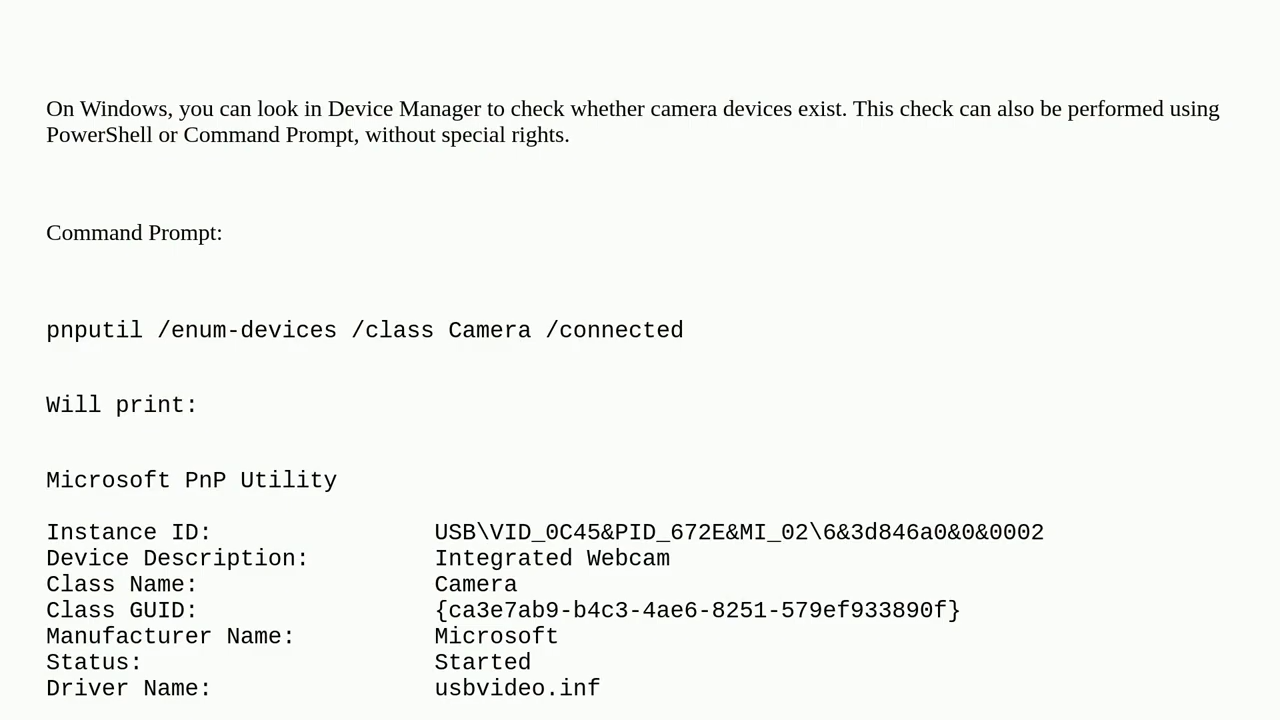 On Windows, you can look in Device Manager to check whether camera devices exist. This check can also be performed using
PowerShell or Command Prompt, without special rights.
Command Prompt:
pnputil /enum-devices /class Camera /connected
Will print:
Microsoft PnP Utility
Instance ID: USB\VID_0C45&PID_672E&MI_02\6&3d846a0&0&0002
Device Description: Integrated Webcam
Class Name: Camera
Class GUID: {ca3e7ab9-b4c3-4ae6-8251-579ef933890f}
Manufacturer Name: Microsoft
Status: Started
Driver Name: usbvideo.inf